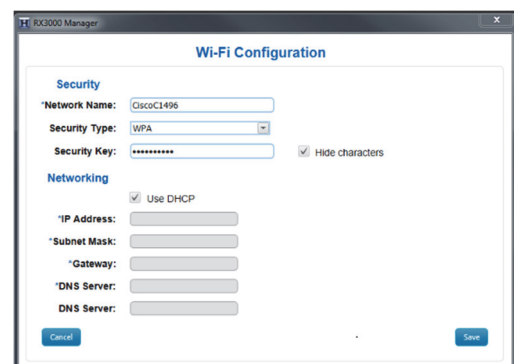 RX3000 Manager
Wi-Fi Configuration
Security
*Network Name: CiscoC1496
Security Type: WPA
Security Key: •••••••••• Hide characters
Networking
Use DHCP
*IP Address:
*Subnet Mask:
*Gateway:
*DNS Server:
DNS Server:
Cancel Save